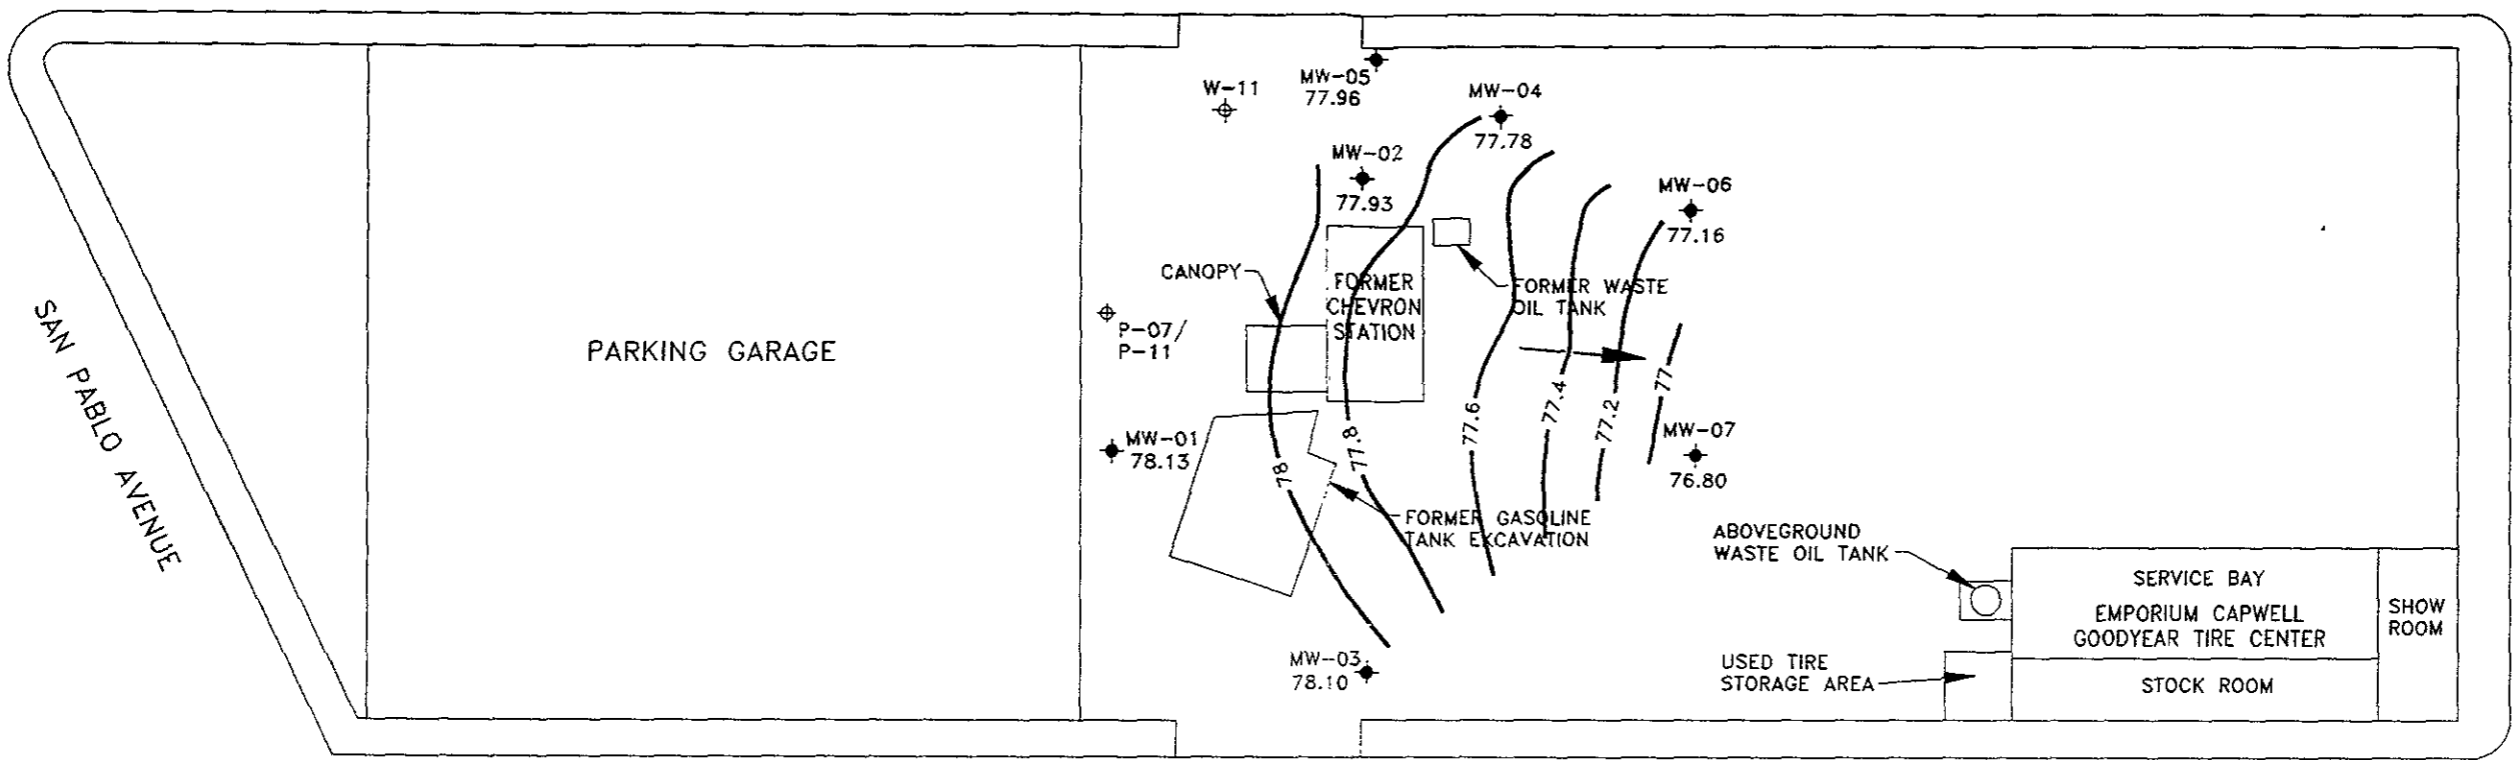 W-11
MW-05
77.96
MW-04
77.78
MW-02
77.93
MW-06
77.16
CANOPY
FORMER
CHEVRON
STATION
FORMER WASTE
OIL TANK
SAN PABLO AVENUE
PARKING GARAGE
P-07/
P-11
MW-01
78.13
78
77.8
77.6
77.4
77.2
77
MW-07
76.80
FORMER GASOLINE
TANK EXCAVATION
ABOVEGROUND
WASTE OIL TANK
SERVICE BAY
EMPORIUM CAPWELL
GOODYEAR TIRE CENTER
SHOW
ROOM
MW-03
78.10
USED TIRE
STORAGE AREA
STOCK ROOM